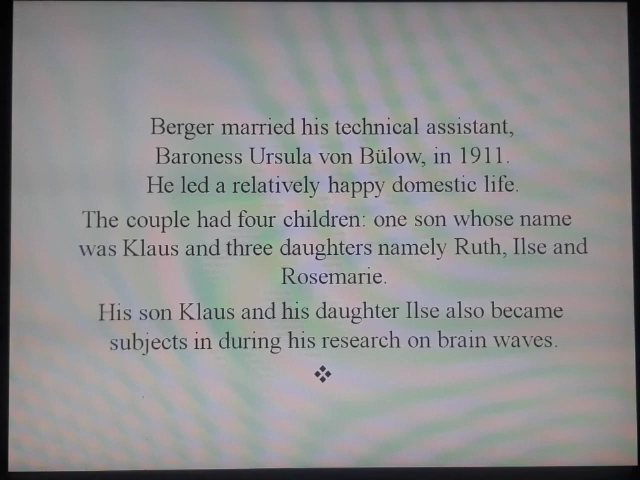 Berger married his technical assistant,
Baroness Ursula von Bülow, in 1911.
He led a relatively happy domestic life.
The couple had four children: one son whose name
was Klaus and three daughters namely Ruth, Ilse and
Rosemarie.
His son Klaus and his daughter Ilse also became
subjects in during his research on brain waves.
❖